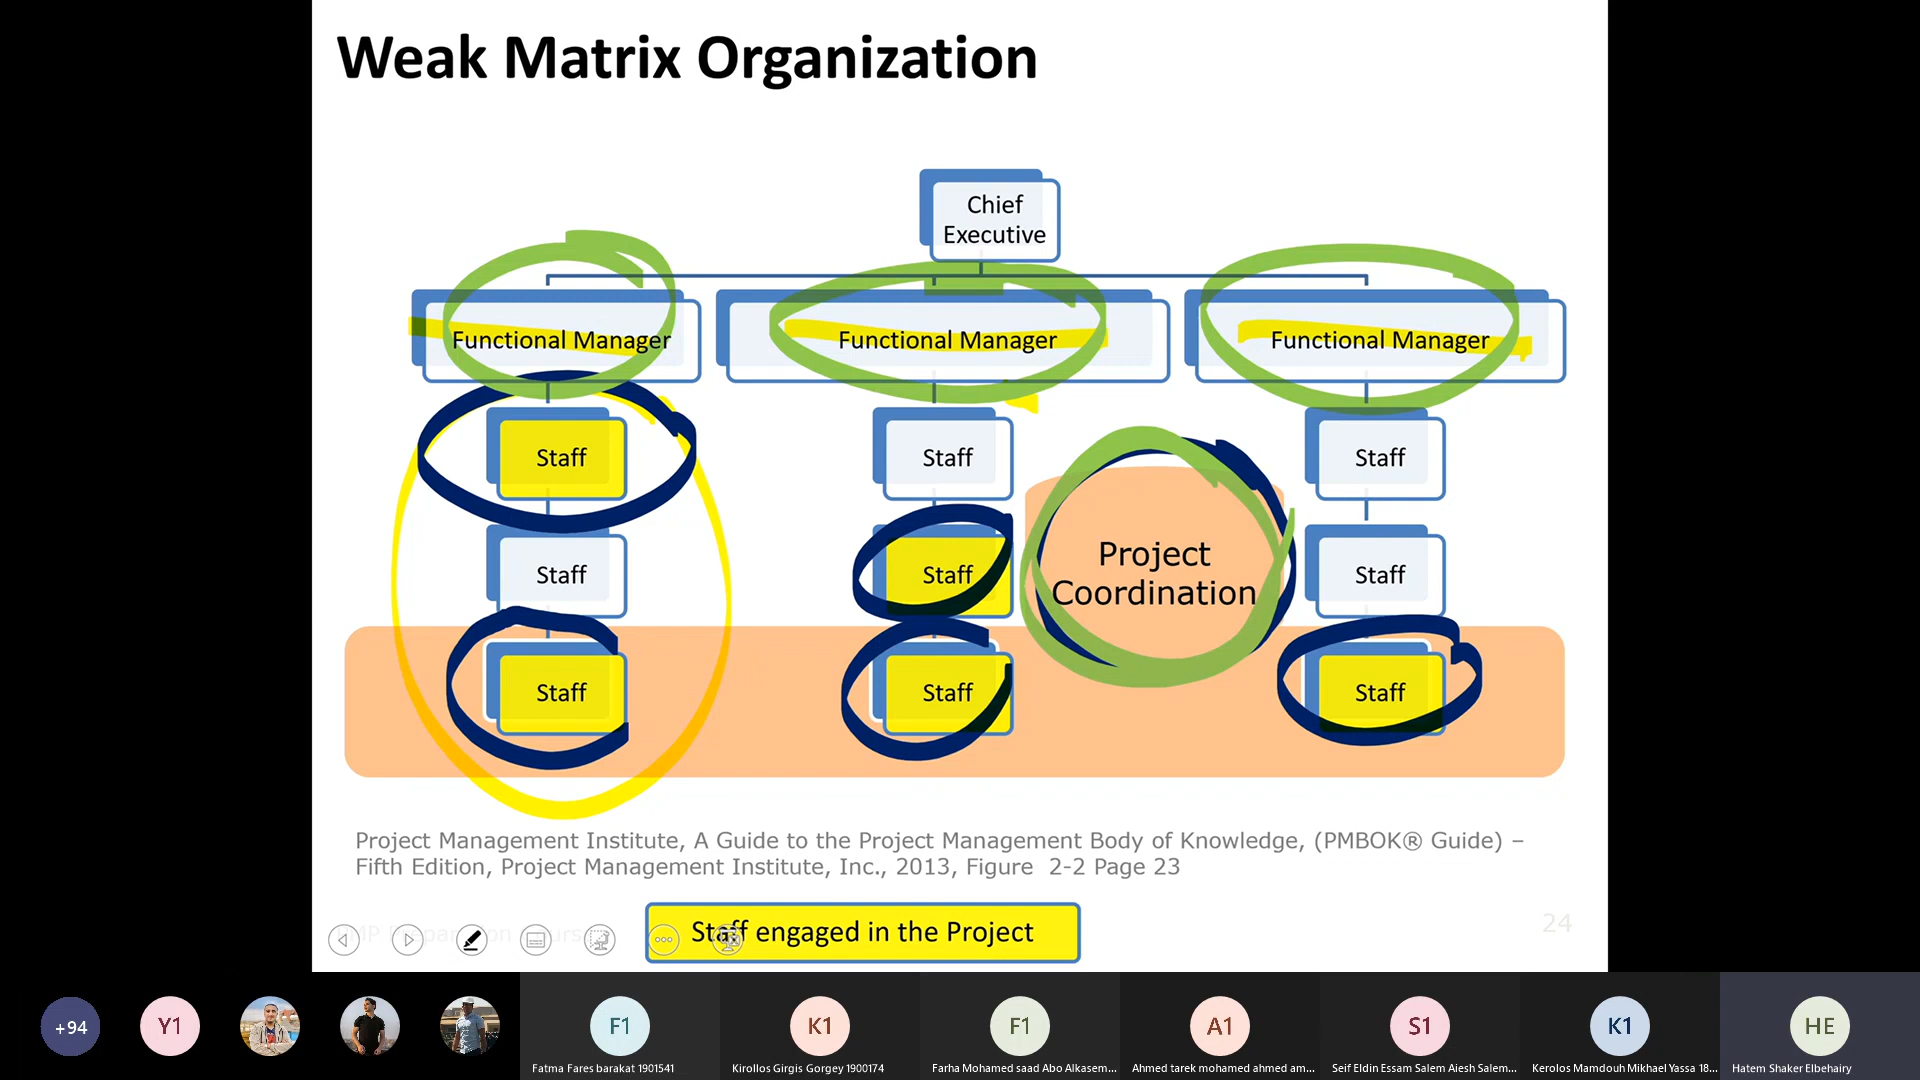 Weak Matrix Organization
Chief
Executive
Functional Manager
Functional Manager
Functional Manager
Staff
Staff
Staff
Staff
Staff
Staff
Project
Coordination
Staff
Staff
Staff
Project Management Institute, A Guide to the Project Management Body of Knowledge, (PMBOK® Guide) –
Fifth Edition, Project Management Institute, Inc., 2013, Figure 2-2 Page 23
Staff engaged in the Project
24
+94
Y1
F1
K1
F1
A1
S1
K1
HE
Fatma Fares barakat 1901541
Kirollos Girgis Gorgey 1900174
Farha Mohamed saad Abo Alkasem...
Ahmed tarek mohamed ahmed am...
Seif Eldin Essam Salem Aiesh Salem...
Kerolos Mamdouh Mikhael Yassa 18...
Hatem Shaker Elbehairy